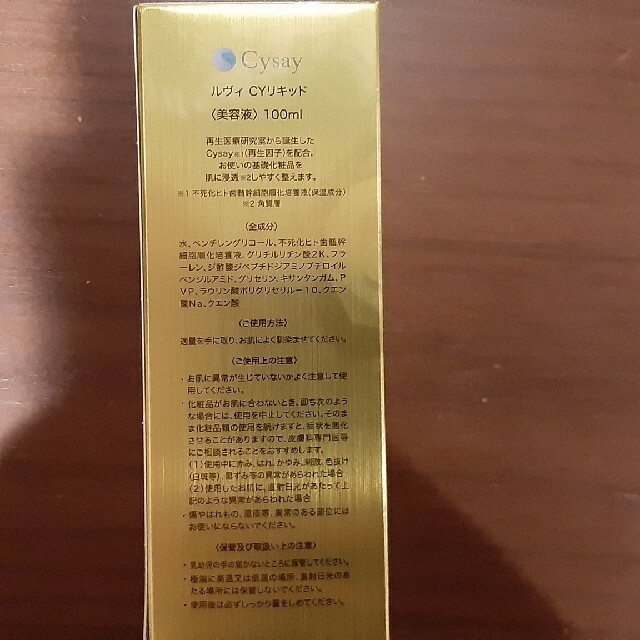 Cysay
ルヴィ CYリキッド
〈美容液〉 100ml
再生医療研究室から誕生した
Cysay※1(再生因子)を配合。
お使いの基礎化粧品を
肌に浸透※2しやすく整えます。
※1 不死化ヒト歯髄幹細胞順化培養液(保湿成分)
※2 角質層
〈全成分〉
水、ペンチレングリコール、不死化ヒト歯髄幹
細胞順化培養液、グリチルリチン酸2K、フラ
ーレン、ジ酢酸ジペプチドジアミノブチロイル
ベンジルアミド、グリセリン、キサンタンガム、P
VP、ラウリン酸ポリグリセリル－10、クエン
酸Na、クエン酸
〈ご使用方法〉
適量を手に取り、お肌によく馴染ませてください。
〈ご使用上の注意〉
・お肌に異常が生じていないかよく注意して使
用してください。
・化粧品がお肌に合わないとき、即ち次のよう
な場合には、使用を中止してください。そのま
ま化粧品類の使用を続けますと、症状を悪化
させることがありますので、皮膚科専門医等
にご相談されることをおすすめします。
(1)使用中に赤み、はれ、かゆみ、刺激、色抜け
(白斑等)、黒ずみ等の異常があらわれた場合
(2)使用したお肌に、直射日光があたって上
記のような異常があらわれた場合
・傷やはれもの、湿疹等、異常のある部位には
お使いにならないでください。
〈保管及び取扱い上の注意〉
・乳幼児の手の届かないところに保管してください。
・極端に高温又は低温の場所、直射日光のあ
たる場所には保管しないでください。
・使用後は必ずしっかり蓋をしめてください。